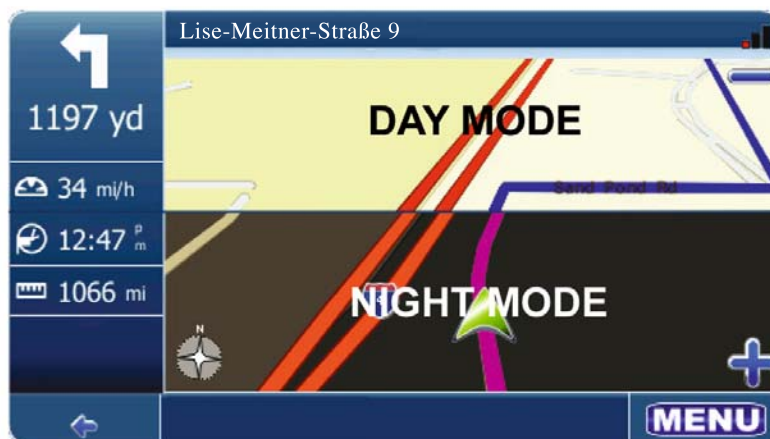 Lise-Meitner-Straße 9
1197 yd
DAY MODE
34 mi/h
Sand Pond Rd
12:47 pm
1066 mi
N
NIGHT MODE
MENU